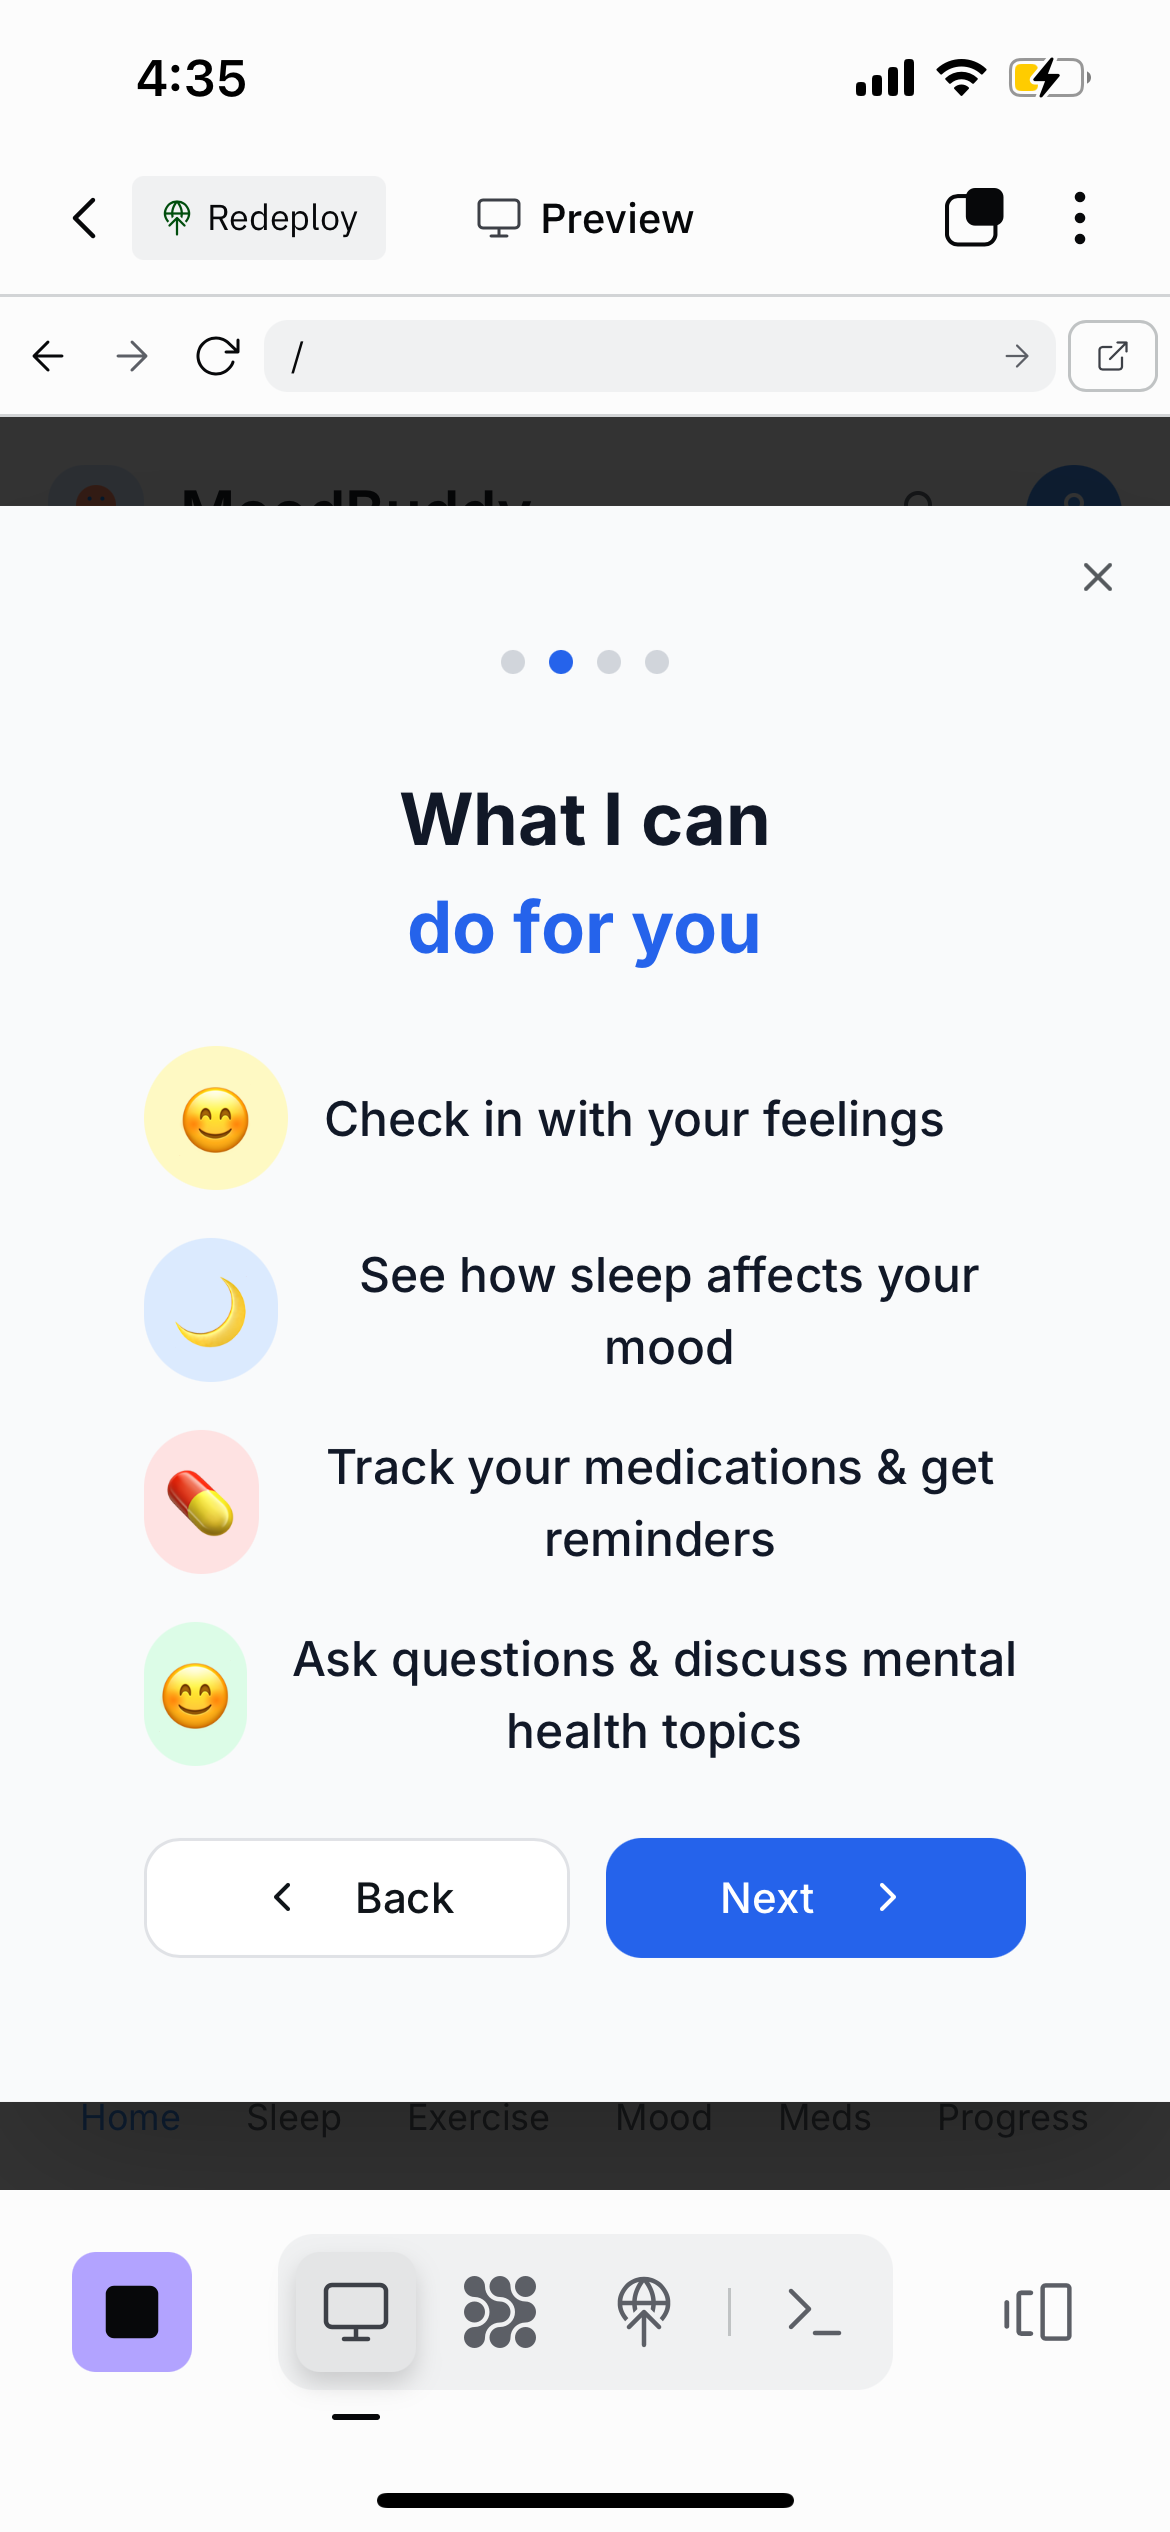 4:35
Redeploy
Preview
/
MoodBuddy
What I can
do for you
Check in with your feelings
See how sleep affects your
mood
Track your medications & get
reminders
Ask questions & discuss mental
health topics
Back
Next
Home Sleep Exercise Mood Meds Progress